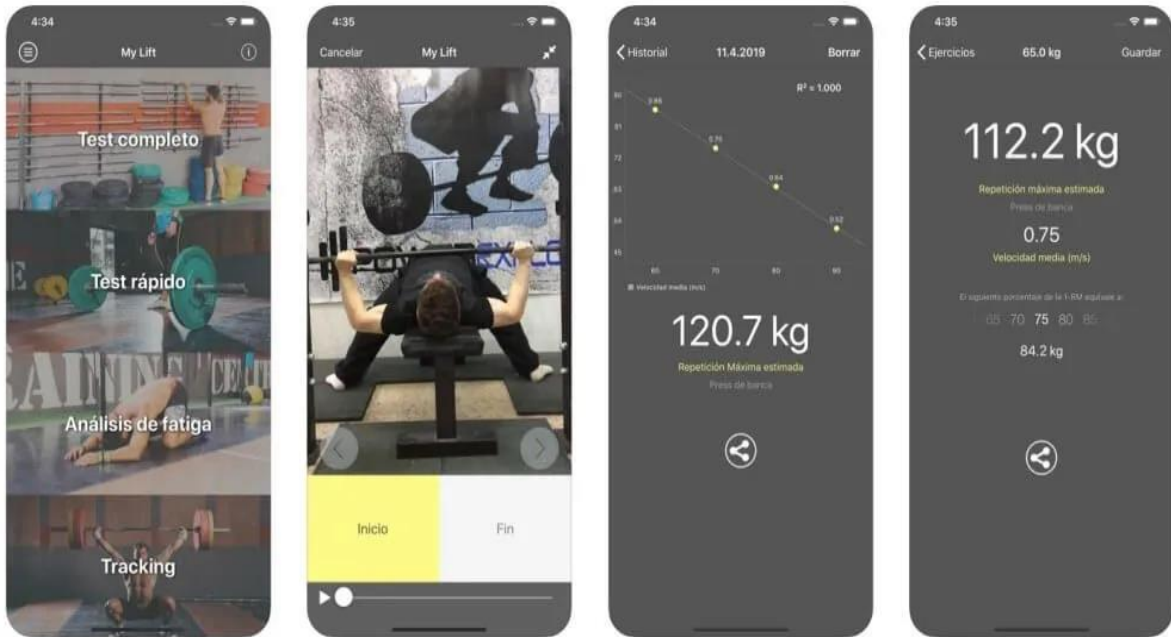 4:34
My Lift
Test completo
Test rápido
TRAINING CE
Análisis de fatiga
Tracking
4:35
Cancelar
My Lift
Inicio
Fin
4:34
Historial
11.4.2019
Borrar
R² = 1.000
0.86
0.75
0.64
0.52
72
65
70
80
90
Velocidad media (m/s)
120.7 kg
Repetición Máxima estimada
Press de banca
4:35
Ejercicios
65.0 kg
Guardar
112.2 kg
Repetición máxima estimada
Press de banca
0.75
Velocidad media (m/s)
El siguiente porcentaje de la 1-RM equivale a:
65 70 75 80 85
84.2 kg